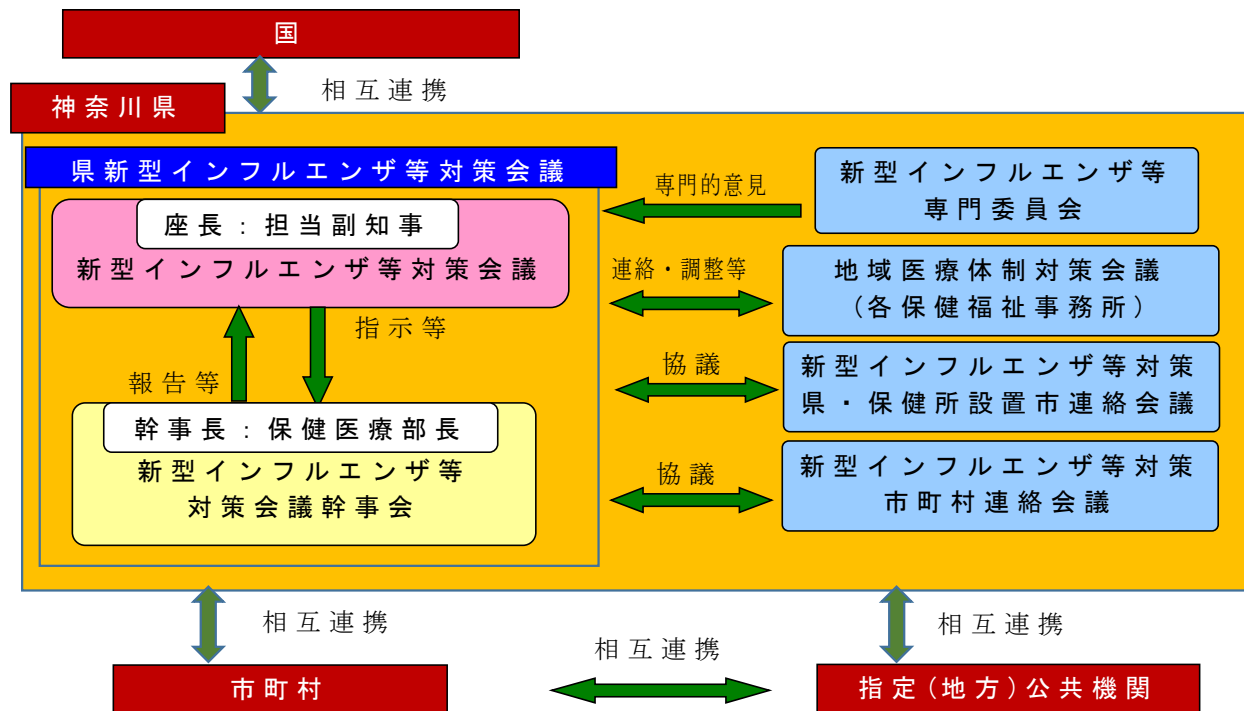 国
相互連携
神奈川県
県新型インフルエンザ等対策会議
座長：担当副知事
新型インフルエンザ等対策会議
指示等
報告等
幹事長：保健医療部長
新型インフルエンザ等
対策会議幹事会
専門的意見
新型インフルエンザ等
専門委員会
連絡・調整等
地域医療体制対策会議
（各保健福祉事務所）
協議
新型インフルエンザ等対策
県・保健所設置市連絡会議
協議
新型インフルエンザ等対策
市町村連絡会議
相互連携
相互連携
相互連携
市町村
指定（地方）公共機関